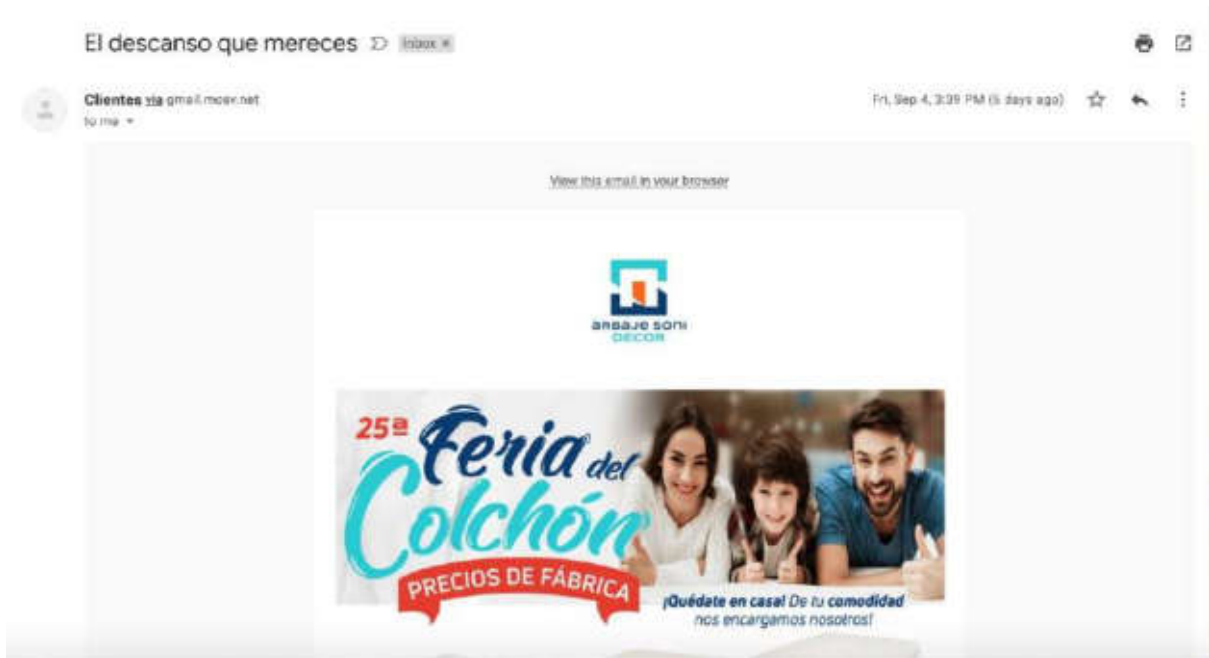 El descanso que mereces Inbox x
Clientes via gmail.mcsv.net
Fri, Sep 4, 3:39 PM (5 days ago)
to me
View this email in your browser
arbaje soni
DECOR
25ª Feria del
Colchón
PRECIOS DE FÁBRICA
¡Quédate en casa! De tu comodidad
nos encargamos nosotros!